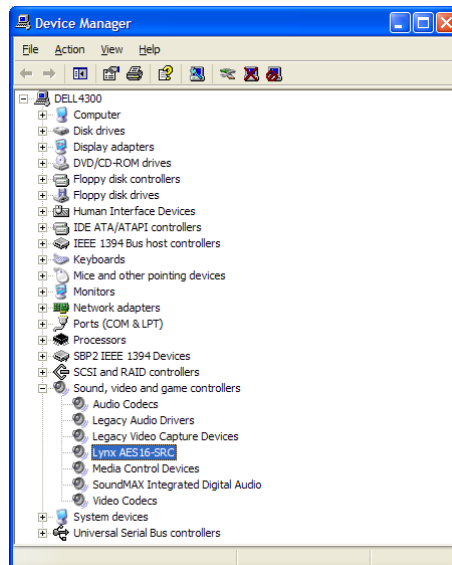 Device Manager
File Action View Help
DELL4300
Computer
Disk drives
Display adapters
DVD/CD-ROM drives
Floppy disk controllers
Floppy disk drives
Human Interface Devices
IDE ATA/ATAPI controllers
IEEE 1394 Bus host controllers
Keyboards
Mice and other pointing devices
Monitors
Network adapters
Ports (COM & LPT)
Processors
SBP2 IEEE 1394 Devices
SCSI and RAID controllers
Sound, video and game controllers
Audio Codecs
Legacy Audio Drivers
Legacy Video Capture Devices
Lynx AES16-SRC
Media Control Devices
SoundMAX Integrated Digital Audio
Video Codecs
System devices
Universal Serial Bus controllers